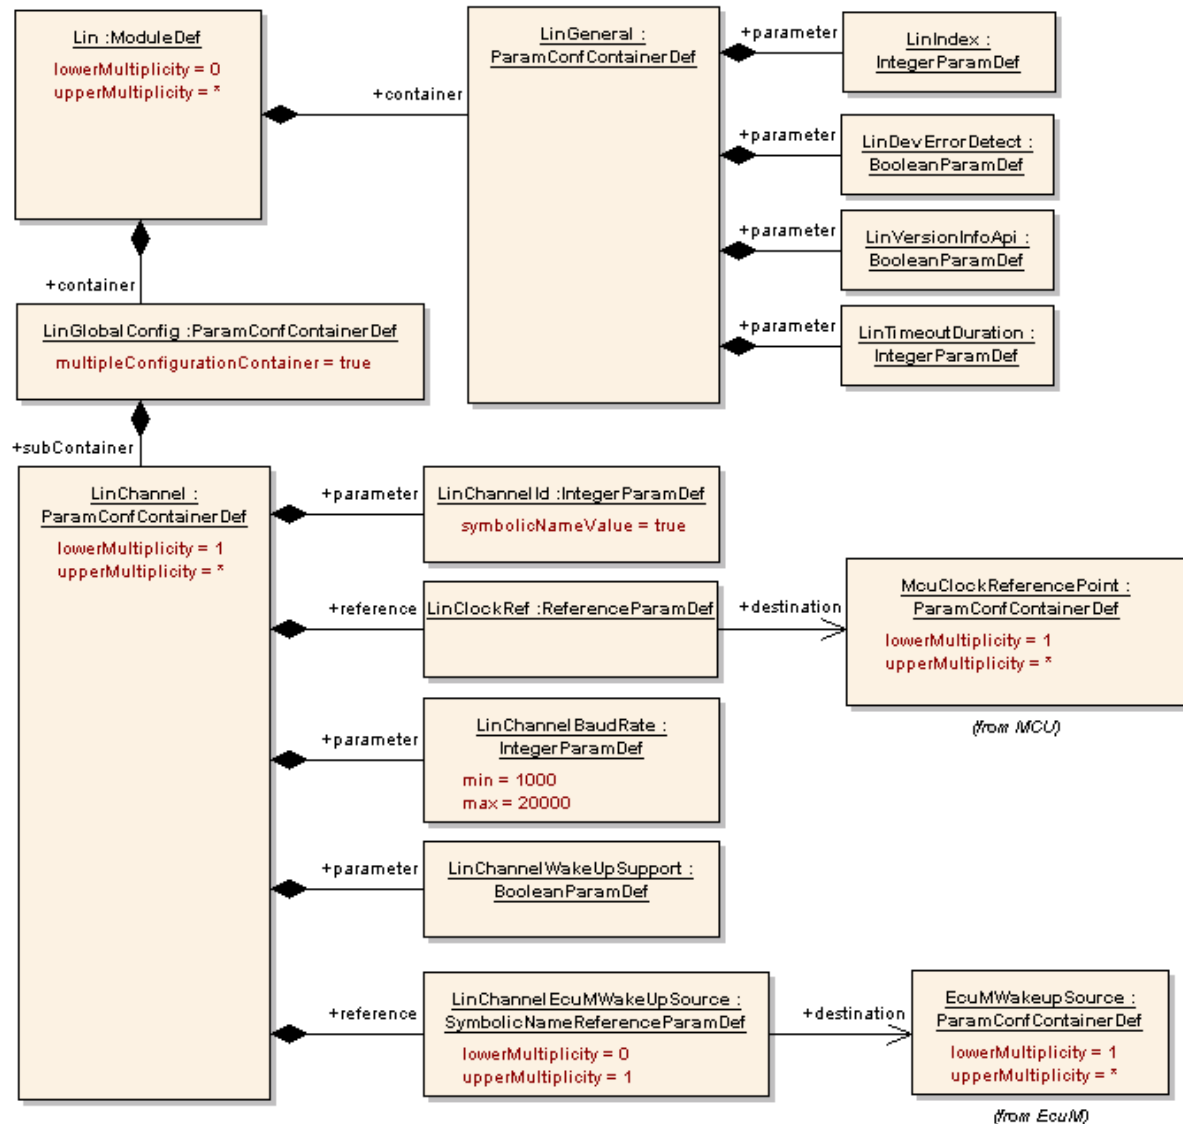 Lin :ModuleDef
lowerMultiplicity = 0
upperMultiplicity = *
+container
LinGeneral :
ParamConfContainerDef
+parameter
LinIndex :
IntegerParamDef
+parameter
LinDevErrorDetect :
BooleanParamDef
+parameter
LinVersionInfoApi :
BooleanParamDef
+parameter
LinTimeoutDuration :
IntegerParamDef
+container
LinGlobalConfig :ParamConfContainerDef
multipleConfigurationContainer = true
+subContainer
LinChannel :
ParamConfContainerDef
lowerMultiplicity = 1
upperMultiplicity = *
+parameter
LinChannelId :IntegerParamDef
symbolicNameValue = true
+reference
LinClockRef :ReferenceParamDef
+destination
McuClockReferencePoint :
ParamConfContainerDef
lowerMultiplicity = 1
upperMultiplicity = *
(from MCU)
+parameter
LinChannelBaudRate :
IntegerParamDef
min = 1000
max = 20000
+parameter
LinChannelWakeUpSupport :
BooleanParamDef
+reference
LinChannelEcuMWakeUpSource :
SymbolicNameReferenceParamDef
lowerMultiplicity = 0
upperMultiplicity = 1
+destination
EcuMWakeupSource :
ParamConfContainerDef
lowerMultiplicity = 1
upperMultiplicity = *
(from EcuM)